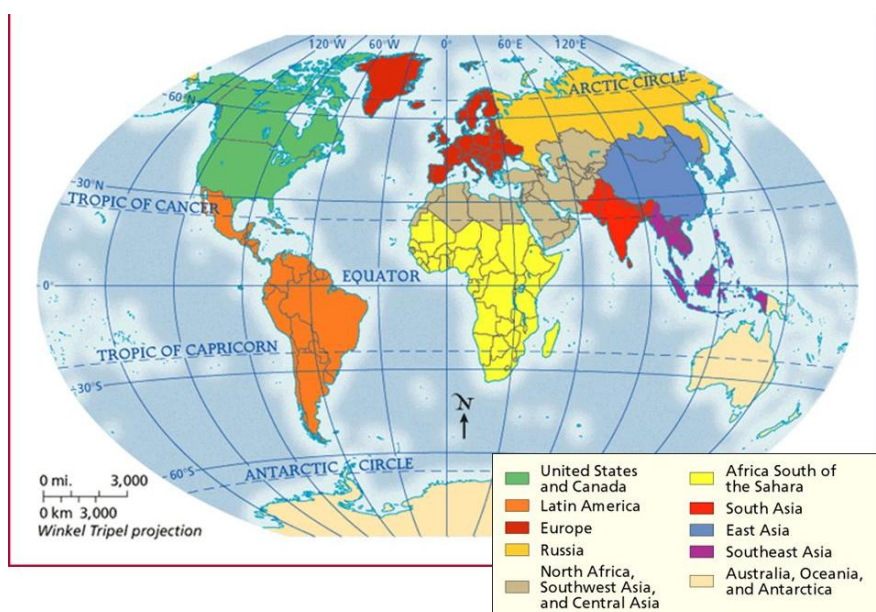 120°W 60°W 0° 60°E 120°E
ARCTIC CIRCLE
60°N
30°N
TROPIC OF CANCER
EQUATOR
0°
TROPIC OF CAPRICORN
30°S
N
60°S
ANTARCTIC CIRCLE
0 mi. 3,000
0 km 3,000
Winkel Tripel projection
United States
and Canada
Latin America
Europe
Russia
North Africa,
Southwest Asia,
and Central Asia
Africa South of
the Sahara
South Asia
East Asia
Southeast Asia
Australia, Oceania,
and Antarctica